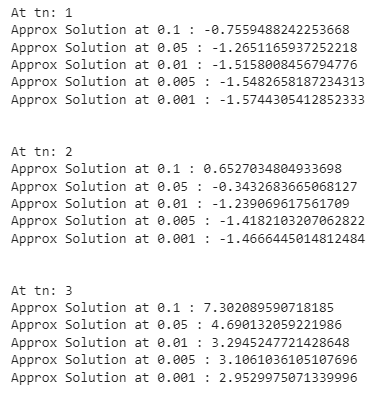 At tn: 1
Approx Solution at 0.1 : -0.7559488242253668
Approx Solution at 0.05 : -1.2651165937252218
Approx Solution at 0.01 : -1.5158008456794776
Approx Solution at 0.005 : -1.5482658187234313
Approx Solution at 0.001 : -1.5744305412852333
At tn: 2
Approx Solution at 0.1 : 0.6527034804933698
Approx Solution at 0.05 : -0.3432683665068127
Approx Solution at 0.01 : -1.239069617561709
Approx Solution at 0.005 : -1.4182103207062822
Approx Solution at 0.001 : -1.4666445014812484
At tn: 3
Approx Solution at 0.1 : 7.302089590718185
Approx Solution at 0.05 : 4.690132059221986
Approx Solution at 0.01 : 3.2945247721428648
Approx Solution at 0.005 : 3.1061036105107696
Approx Solution at 0.001 : 2.9529975071339996